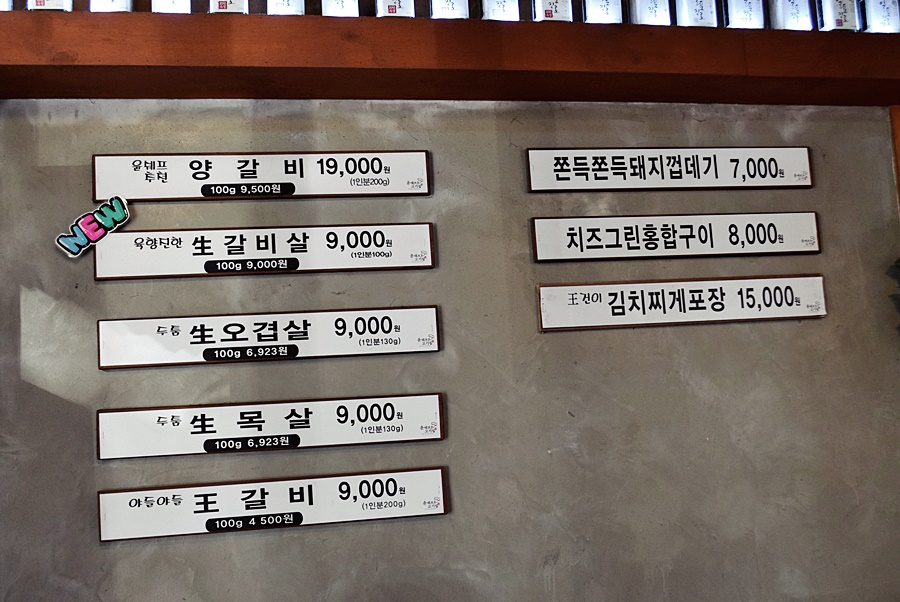 윤쉐프
추천
양 갈 비 19,000원
(1인분200g)
100g 9,500원
NEW
육향진한 生갈비살 9,000원
(1인분100g)
100g 9,000원
두툼 生오겹살 9,000원
(1인분130g)
100g 6,923원
두툼 生 목 살 9,000원
(1인분130g)
100g 6,923원
야들야들 王 갈 비 9,000원
(1인분200g)
100g 4 500원
쫀득쫀득돼지껍데기 7,000원
치즈그린홍합구이 8,000원
王건이 김치찌게포장 15,000원